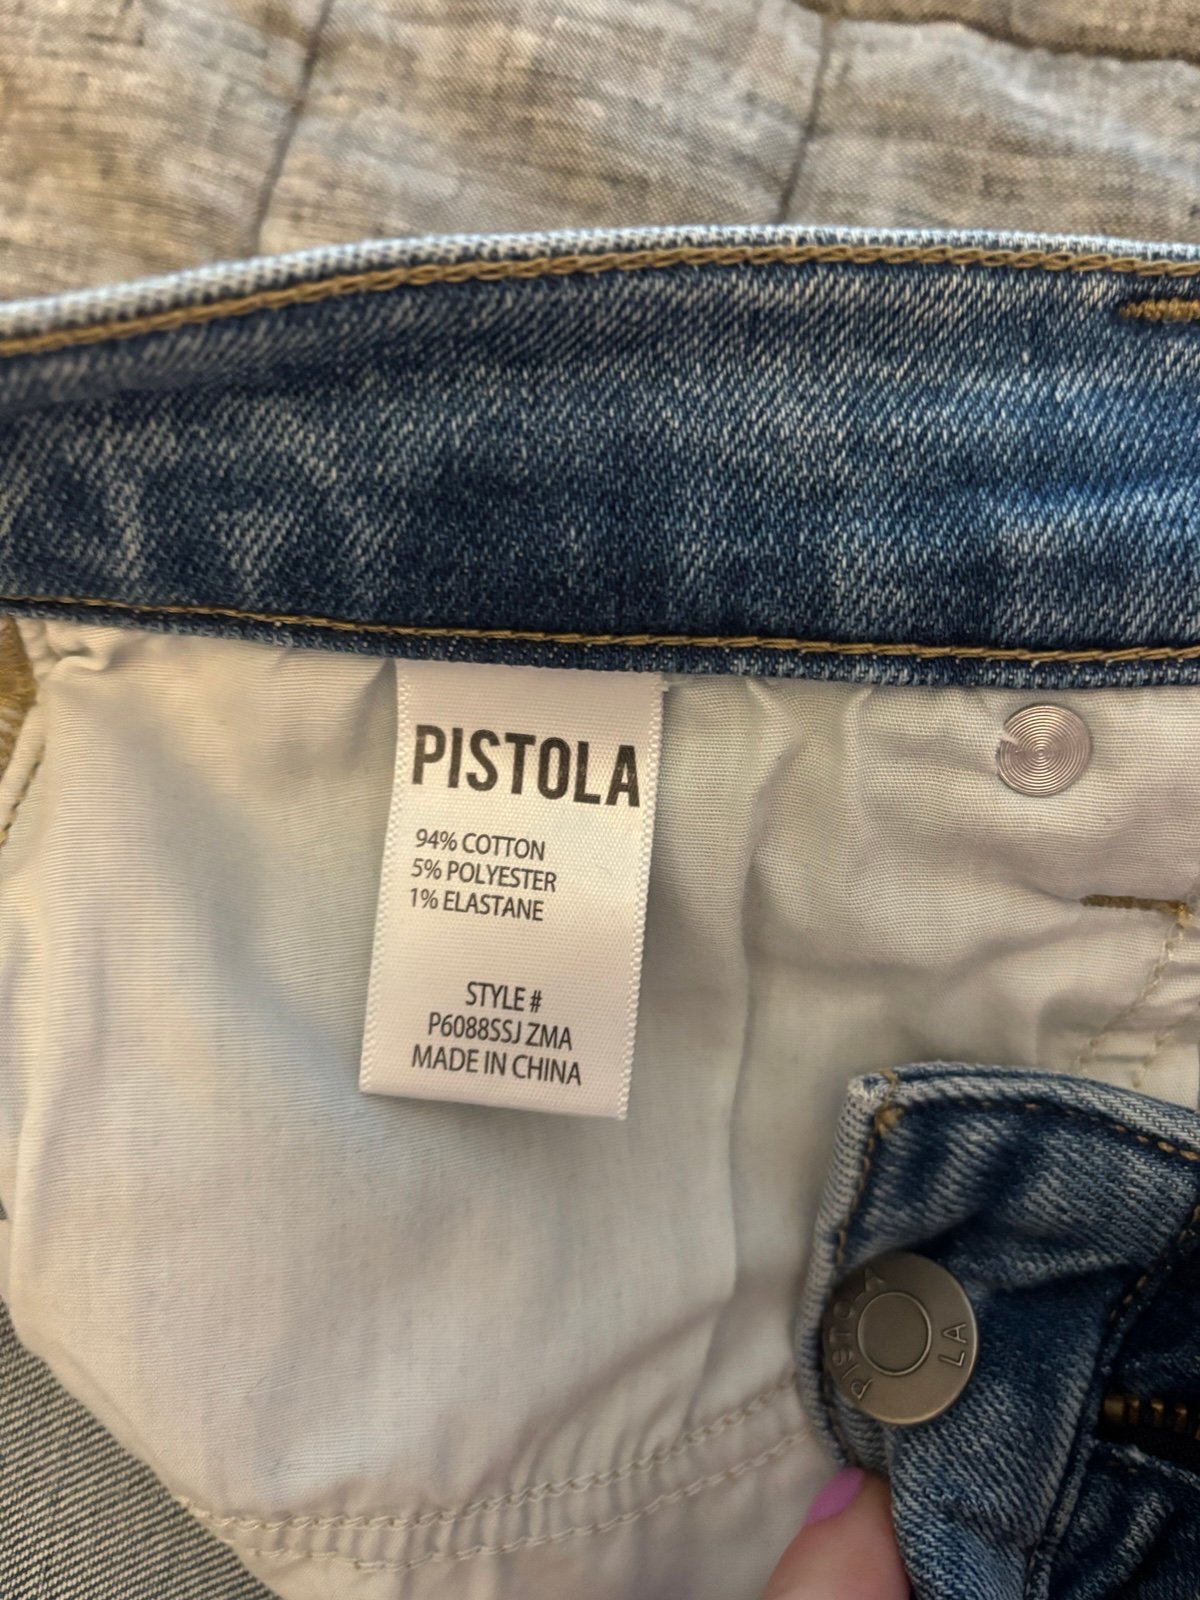 PISTOLA
94% COTTON
5% POLYESTER
1% ELASTANE
STYLE #
P6088SSJ ZMA
MADE IN CHINA
PISTOLA
LA